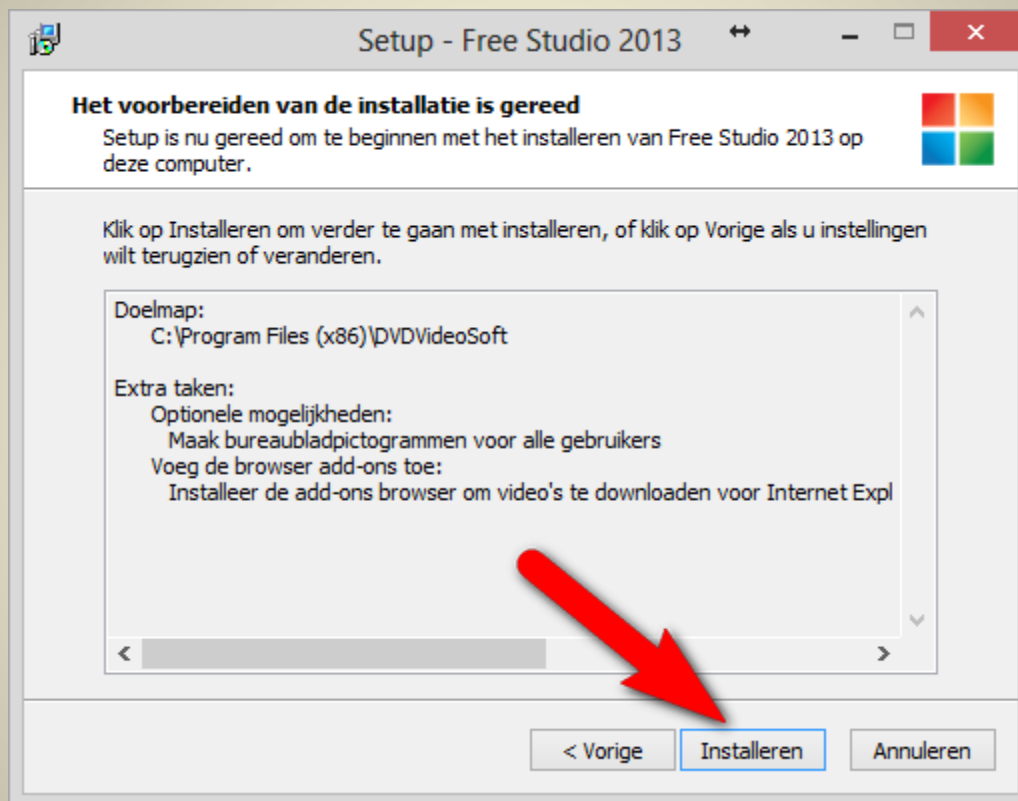 Setup - Free Studio 2013
Het voorbereiden van de installatie is gereed
Setup is nu gereed om te beginnen met het installeren van Free Studio 2013 op
deze computer.
Klik op Installeren om verder te gaan met installeren, of klik op Vorige als u instellingen
wilt terugzien of veranderen.
Doelmap:
C:\Program Files (x86)\DVDVideoSoft
Extra taken:
Optionele mogelijkheden:
Maak bureaubladpictogrammen voor alle gebruikers
Voeg de browser add-ons toe:
Installeer de add-ons browser om video's te downloaden voor Internet Expl
< Vorige
Installeren
Annuleren